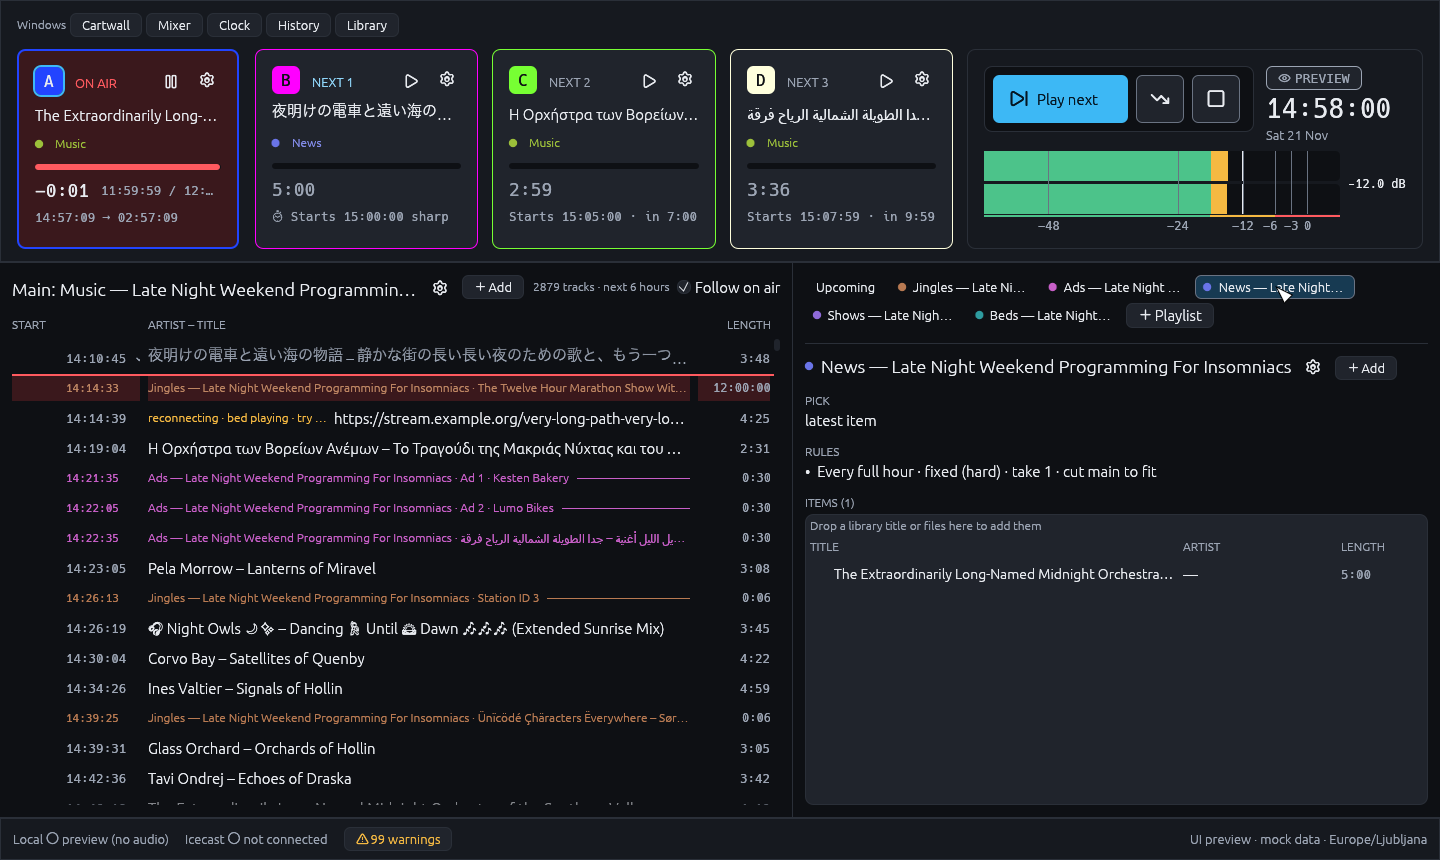 Windows Cartwall Mixer Clock History Library
A ON AIR
The Extraordinarily Long-…
Music
−0:01 11:59:59 / 12:…
14:57:09 → 02:57:09
B NEXT 1
夜明けの電車と遠い海の…
News
5:00
Starts 15:00:00 sharp
C NEXT 2
Η Ορχήστρα των Βορείων…
Music
2:59
Starts 15:05:00 · in 7:00
D NEXT 3
جدا الطويلة الشمالية الرياح فرقة…
Music
3:36
Starts 15:07:59 · in 9:59
Play next
PREVIEW
14:58:00
Sat 21 Nov
-12.0 dB
−48 −24 −12 −6 −3 0
Main: Music — Late Night Weekend Programmin… + Add 2879 tracks · next 6 hours Follow on air
START ARTIST – TITLE LENGTH
14:10:45 夜明けの電車と遠い海の物語 – 静かな街の長い長い夜のための歌と、もう一つ… 3:48
14:14:33 Jingles — Late Night Weekend Programming For Insomniacs · The Twelve Hour Marathon Show Wit… 12:00:00
14:14:39 reconnecting · bed playing · try … https://stream.example.org/very-long-path-very-lo… 4:25
14:19:04 Η Ορχήστρα των Βορείων Ανέμων – Το Τραγούδι της Μακριάς Νύχτας και του … 2:31
14:21:35 Ads — Late Night Weekend Programming For Insomniacs · Ad 1 · Kesten Bakery 0:30
14:22:05 Ads — Late Night Weekend Programming For Insomniacs · Ad 2 · Lumo Bikes 0:30
14:22:35 Ads — Late Night Weekend Programming For Insomniacs · جدا الطويلة الشمالية الرياح فرقة – أغنية الليل يل… 0:30
14:23:05 Pela Morrow – Lanterns of Miravel 3:08
14:26:13 Jingles — Late Night Weekend Programming For Insomniacs · Station ID 3 0:06
14:26:19 🎧 Night Owls 🌙✨ – Dancing 💃 Until 🌅 Dawn 🎶🎶🎶 (Extended Sunrise Mix) 3:45
14:30:04 Corvo Bay – Satellites of Quenby 4:22
14:34:26 Ines Valtier – Signals of Hollin 4:59
14:39:25 Jingles — Late Night Weekend Programming For Insomniacs · Ünïcödé Çhäracters Ëverywhere – Sør… 0:06
14:39:31 Glass Orchard – Orchards of Hollin 3:05
14:42:36 Tavi Ondrej – Echoes of Draska 3:42
Upcoming Jingles — Late Ni… Ads — Late Night … News — Late Night…
Shows — Late Nigh… Beds — Late Night… + Playlist
News — Late Night Weekend Programming For Insomniacs + Add
PICK
latest item
RULES
• Every full hour · fixed (hard) · take 1 · cut main to fit
ITEMS (1)
Drop a library title or files here to add them
TITLE ARTIST LENGTH
The Extraordinarily Long-Named Midnight Orchestra… — 5:00
Local preview (no audio) Icecast not connected 99 warnings UI preview · mock data · Europe/Ljubljana